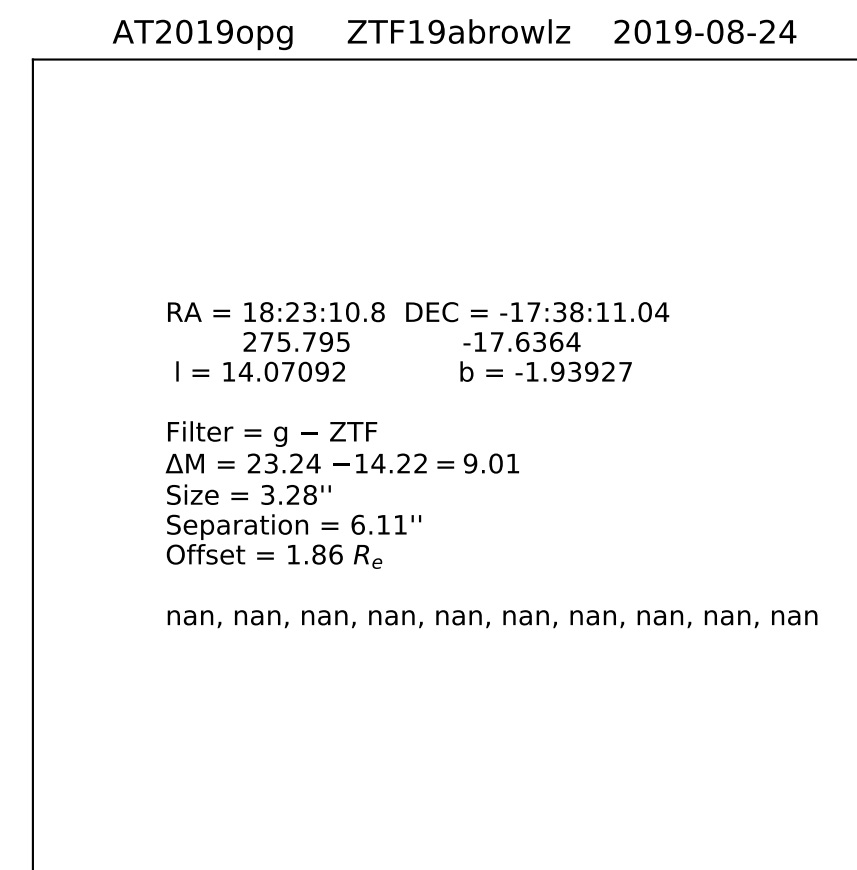 AT2019opg ZTF19abrowlz 2019-08-24
RA = 18:23:10.8 DEC = -17:38:11.04
275.795 -17.6364
l = 14.07092 b = -1.93927
Filter = g − ZTF
ΔM = 23.24 −14.22 = 9.01
Size = 3.28''
Separation = 6.11''
Offset = 1.86 Re
nan, nan, nan, nan, nan, nan, nan, nan, nan, nan